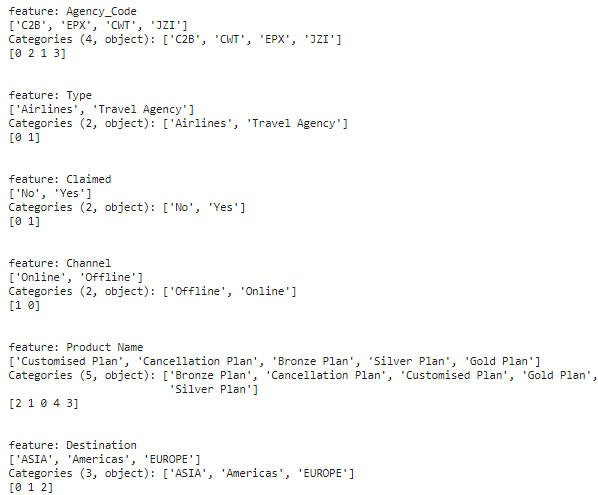 feature: Agency_Code
['C2B', 'EPX', 'CWT', 'JZI']
Categories (4, object): ['C2B', 'CWT', 'EPX', 'JZI']
[0 2 1 3]
feature: Type
['Airlines', 'Travel Agency']
Categories (2, object): ['Airlines', 'Travel Agency']
[0 1]
feature: Claimed
['No', 'Yes']
Categories (2, object): ['No', 'Yes']
[0 1]
feature: Channel
['Online', 'Offline']
Categories (2, object): ['Offline', 'Online']
[1 0]
feature: Product Name
['Customised Plan', 'Cancellation Plan', 'Bronze Plan', 'Silver Plan', 'Gold Plan']
Categories (5, object): ['Bronze Plan', 'Cancellation Plan', 'Customised Plan', 'Gold Plan',
'Silver Plan']
[2 1 0 4 3]
feature: Destination
['ASIA', 'Americas', 'EUROPE']
Categories (3, object): ['ASIA', 'Americas', 'EUROPE']
[0 1 2]